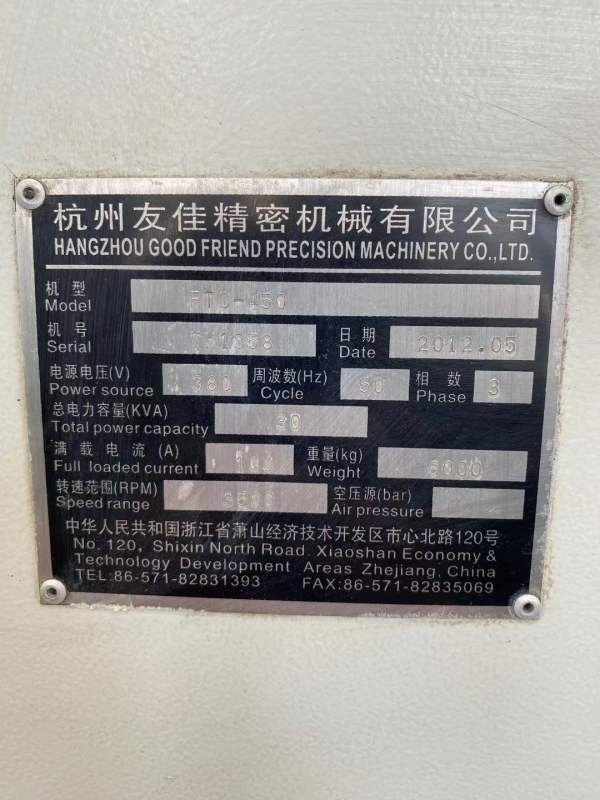 杭州友佳精密机械有限公司
HANGZHOU GOOD FRIEND PRECISION MACHINERY CO.,LTD.
机型
Model FTC-450
机号
Serial
日期
Date 2012.05
电源电压(V)
Power source 380
周波数(Hz)
Cycle 50
相数
Phase 3
总电力容量(KVA)
Total power capacity 30
满载电流(A)
Full loaded current
重量(kg)
Weight 5000
转速范围(RPM)
Speed range
空压源(bar)
Air pressure
中华人民共和国浙江省萧山经济技术开发区市心北路120号
No. 120, Shixin North Road. Xiaoshan Economy &
Technology Development Areas Zhejiang, China
TEL:86-571-82831393 FAX:86-571-82835069